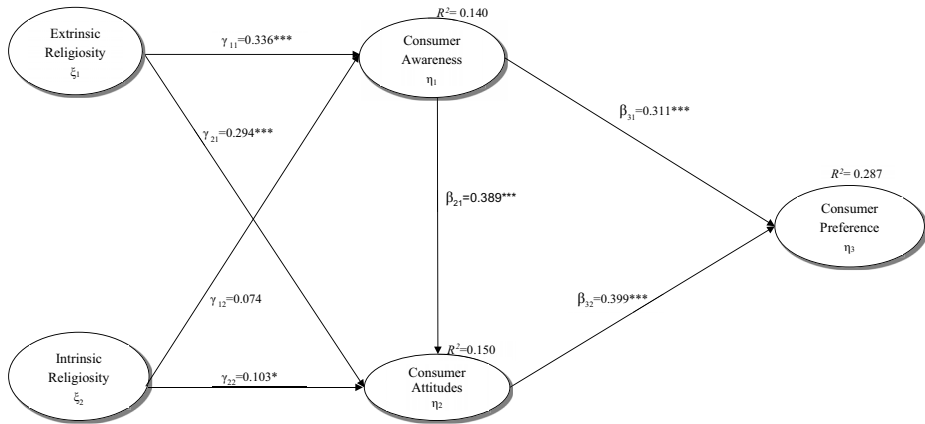 R²= 0.140
Extrinsic
Religiosity
ξ₁
γ₁₁=0.336***
Consumer
Awareness
η₁
γ₂₁=0.294***
β₃₁=0.311***
R²= 0.287
β₂₁=0.389***
Consumer
Preference
η₃
γ₁₂=0.074
β₃₂=0.399***
R²=0.150
Intrinsic
Religiosity
ξ₂
γ₂₂=0.103*
Consumer
Attitudes
η₂